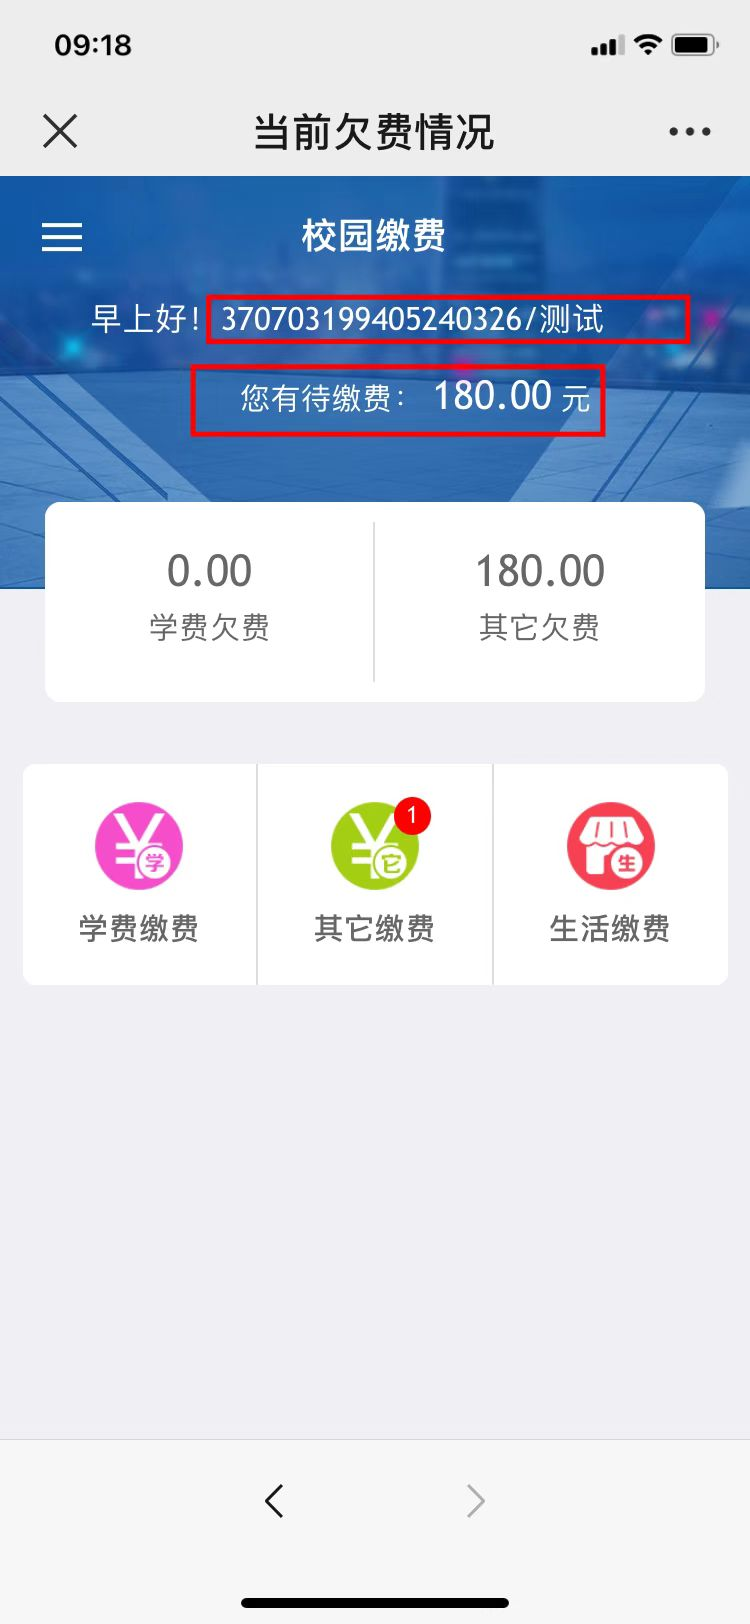 09:18
当前欠费情况
校园缴费
早上好! 370703199405240326/测试
您有待缴费: 180.00 元
0.00 180.00
学费欠费 其它欠费
学 1 它 生
学费缴费 其它缴费 生活缴费